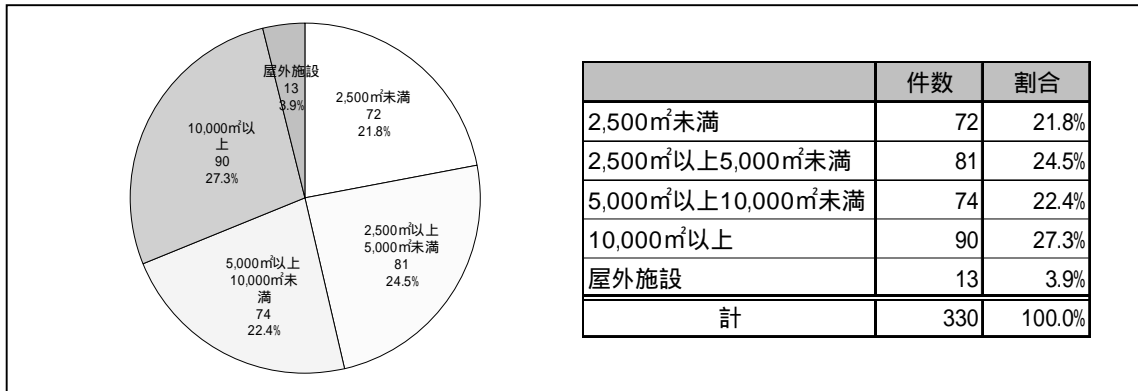 屋外施設
13
3.9%
2,500㎡未満
72
21.8%
10,000㎡以
上
90
27.3%
2,500㎡以上
5,000㎡未満
81
24.5%
5,000㎡以上
10,000㎡未
満
74
22.4%
件数 割合
2,500㎡未満 72 21.8%
2,500㎡以上5,000㎡未満 81 24.5%
5,000㎡以上10,000㎡未満 74 22.4%
10,000㎡以上 90 27.3%
屋外施設 13 3.9%
計 330 100.0%